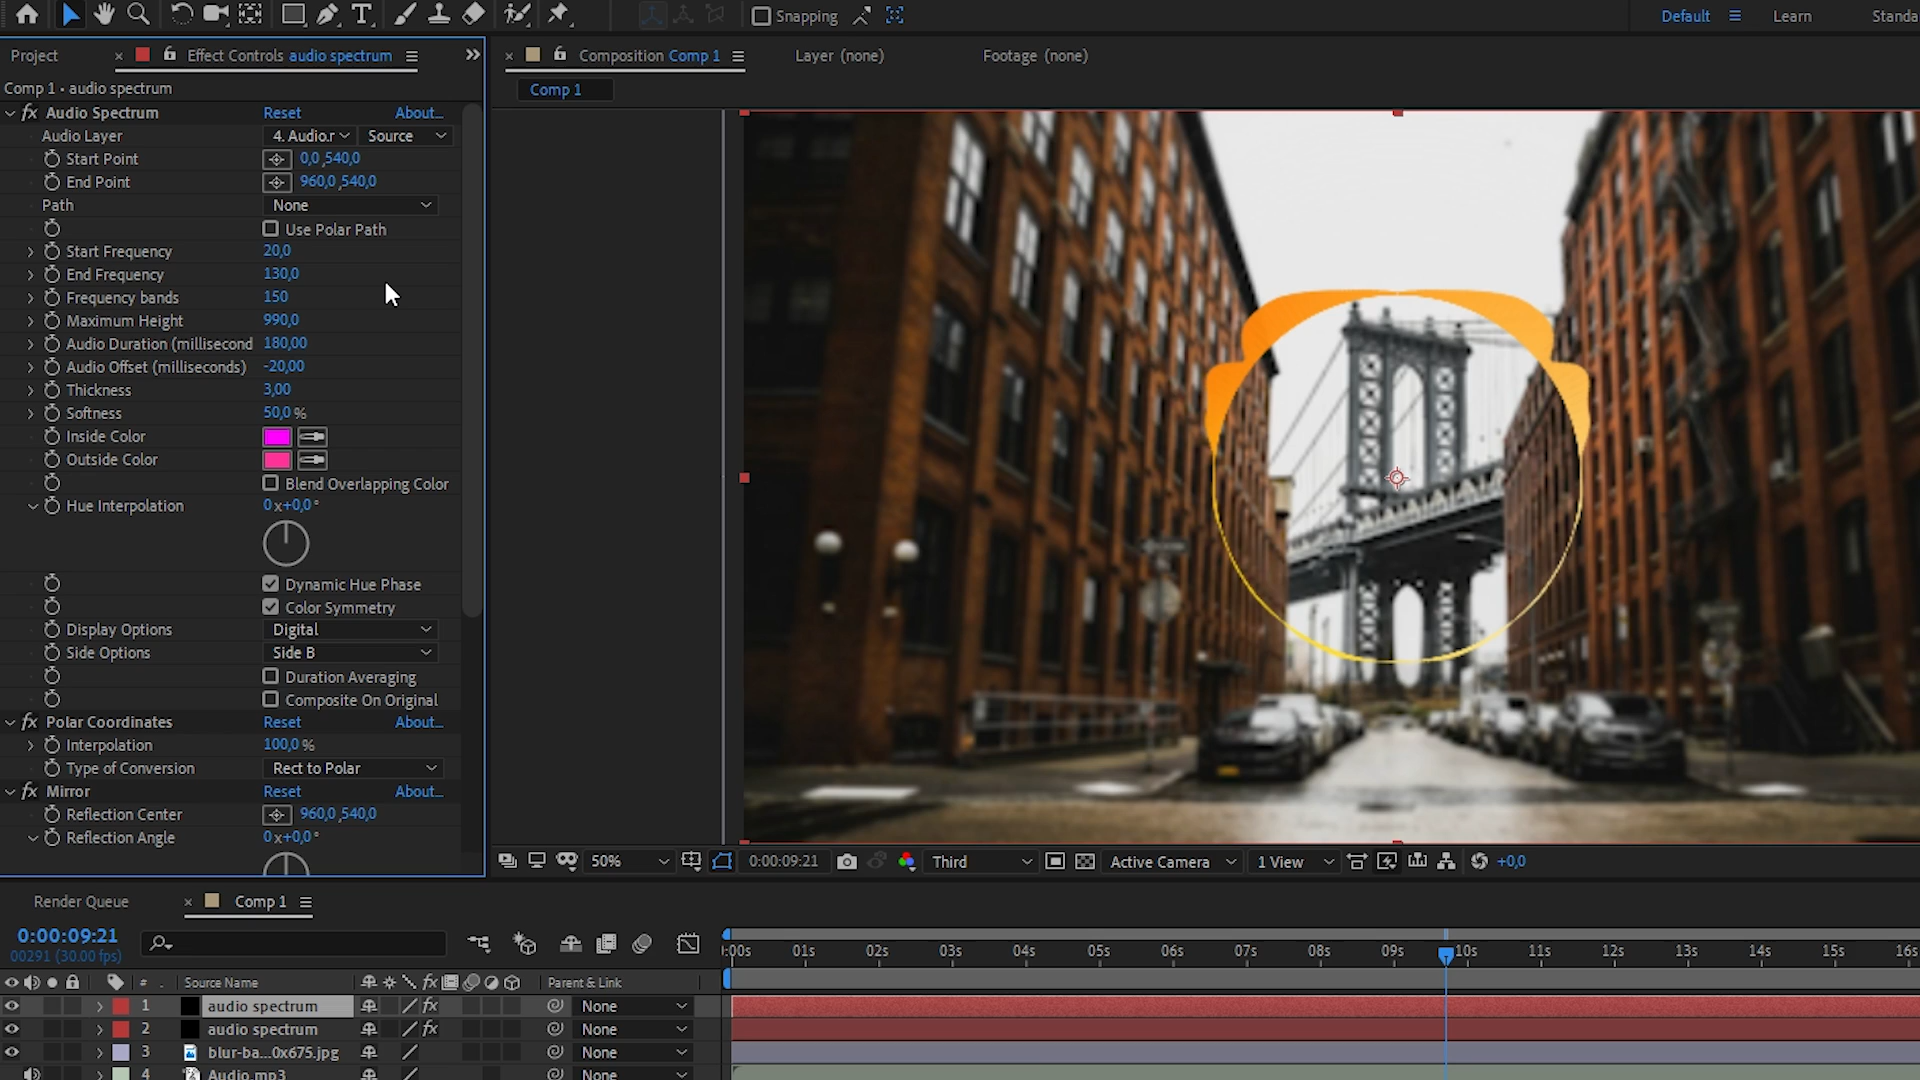 Snapping
Default
Learn
Standa
Project
Effect Controls audio spectrum
Composition Comp 1
Layer (none)
Footage (none)
Comp 1 • audio spectrum
Comp 1
fx Audio Spectrum Reset About...
Audio Layer 4. Audio.r Source
Start Point 0,0 ,540,0
End Point 960,0 ,540,0
Path None
Use Polar Path
Start Frequency 20,0
End Frequency 130,0
Frequency bands 150
Maximum Height 990,0
Audio Duration (millisecond 180,00
Audio Offset (milliseconds) -20,00
Thickness 3,00
Softness 50,0 %
Inside Color
Outside Color
Blend Overlapping Color
Hue Interpolation 0 x+0,0 °
Dynamic Hue Phase
Color Symmetry
Display Options Digital
Side Options Side B
Duration Averaging
Composite On Original
fx Polar Coordinates Reset About...
Interpolation 100,0 %
Type of Conversion Rect to Polar
fx Mirror Reset About...
Reflection Center 960,0 ,540,0
Reflection Angle 0 x+0,0 °
50% 0:00:09:21 Third Active Camera 1 View +0,0
Render Queue Comp 1
0:00:09:21
00291 (30.00 fps)
:00s 01s 02s 03s 04s 05s 06s 07s 08s 09s 10s 11s 12s 13s 14s 15s 16s
# . Source Name fx Parent & Link
1 audio spectrum fx None
2 audio spectrum fx None
3 blur-ba...0x675.jpg None
4 Audio.mp3 None